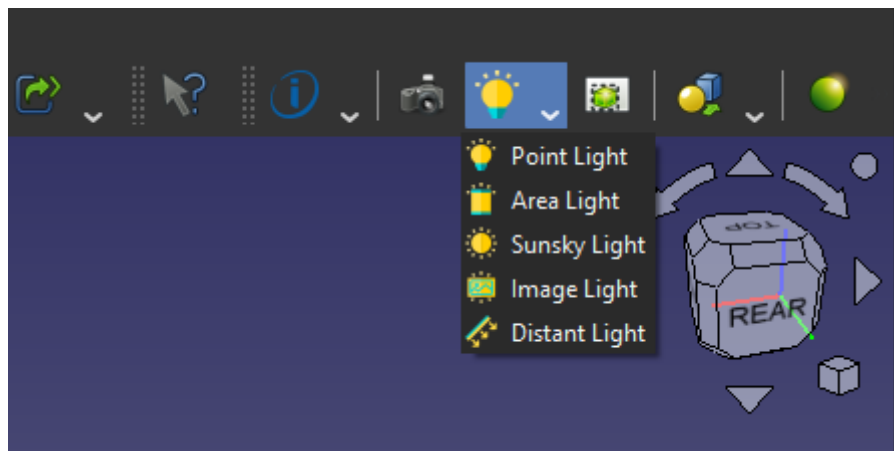 Point Light
Area Light
Sunsky Light
Image Light
Distant Light
TOP
REAR